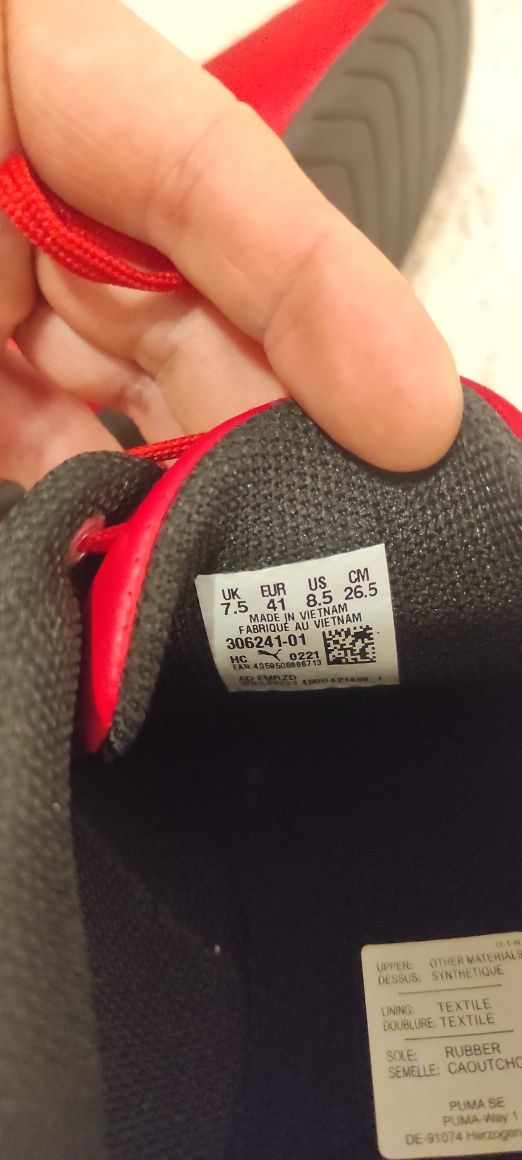 UK EUR US CM
7.5 41 8.5 26.5
MADE IN VIETNAM
FABRIQUÉ AU VIETNAM
306241-01
HC 0221
EAN:4059506886713
UPPER: OTHER MATERIALS
DESSUS: SYNTHETIQUE
LINING: TEXTILE
DOUBLURE: TEXTILE
SOLE: RUBBER
SEMELLE: CAOUTCHO
PUMA SE
PUMA-Way 1
DE-91074 Herzogen